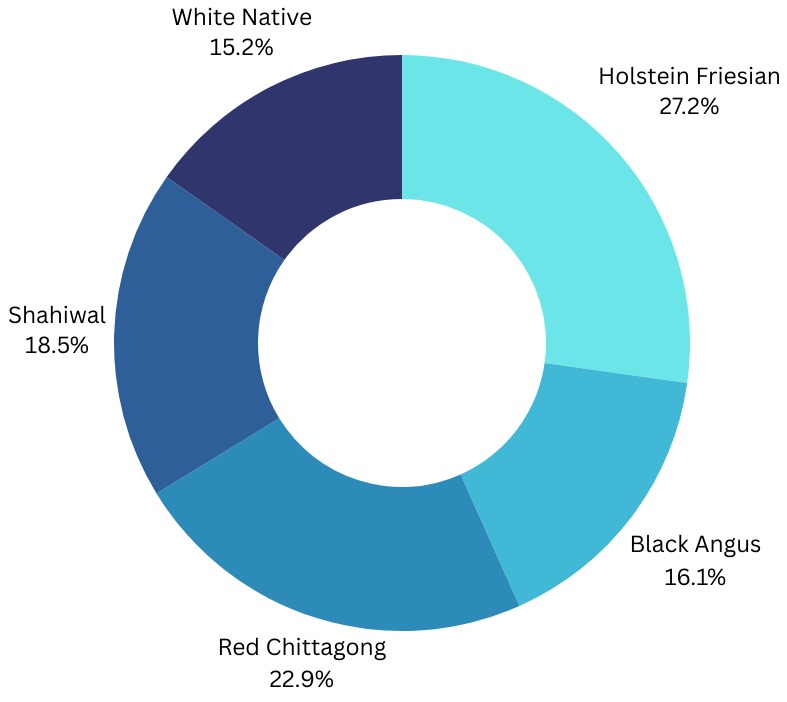 White Native
15.2%
Holstein Friesian
27.2%
Shahiwal
18.5%
Black Angus
16.1%
Red Chittagong
22.9%